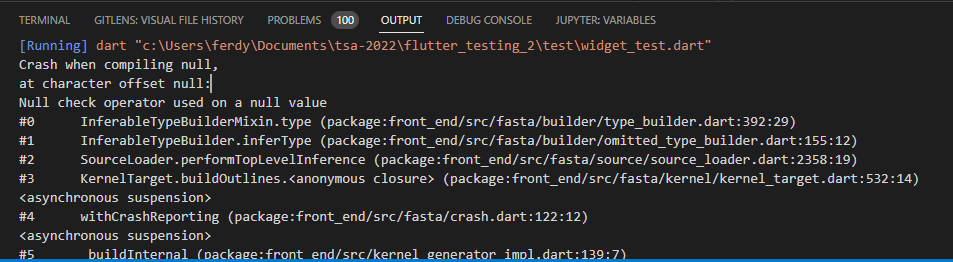 TERMINAL GITLENS: VISUAL FILE HISTORY PROBLEMS 100 OUTPUT DEBUG CONSOLE JUPYTER: VARIABLES
[Running] dart "c:\Users\ferdy\Documents\tsa-2022\flutter_testing_2\test\widget_test.dart"
Crash when compiling null,
at character offset null:
Null check operator used on a null value
#0      InferableTypeBuilderMixin.type (package:front_end/src/fasta/builder/type_builder.dart:392:29)
#1      InferableTypeBuilder.inferType (package:front_end/src/fasta/builder/omitted_type_builder.dart:155:12)
#2      SourceLoader.performTopLevelInference (package:front_end/src/fasta/source/source_loader.dart:2358:19)
#3      KernelTarget.buildOutlines.<anonymous closure> (package:front_end/src/fasta/kernel/kernel_target.dart:532:14)
<asynchronous suspension>
#4      withCrashReporting (package:front_end/src/fasta/crash.dart:122:12)
<asynchronous suspension>
#5      _buildInternal (package:front_end/src/kernel_generator_impl.dart:139:7)